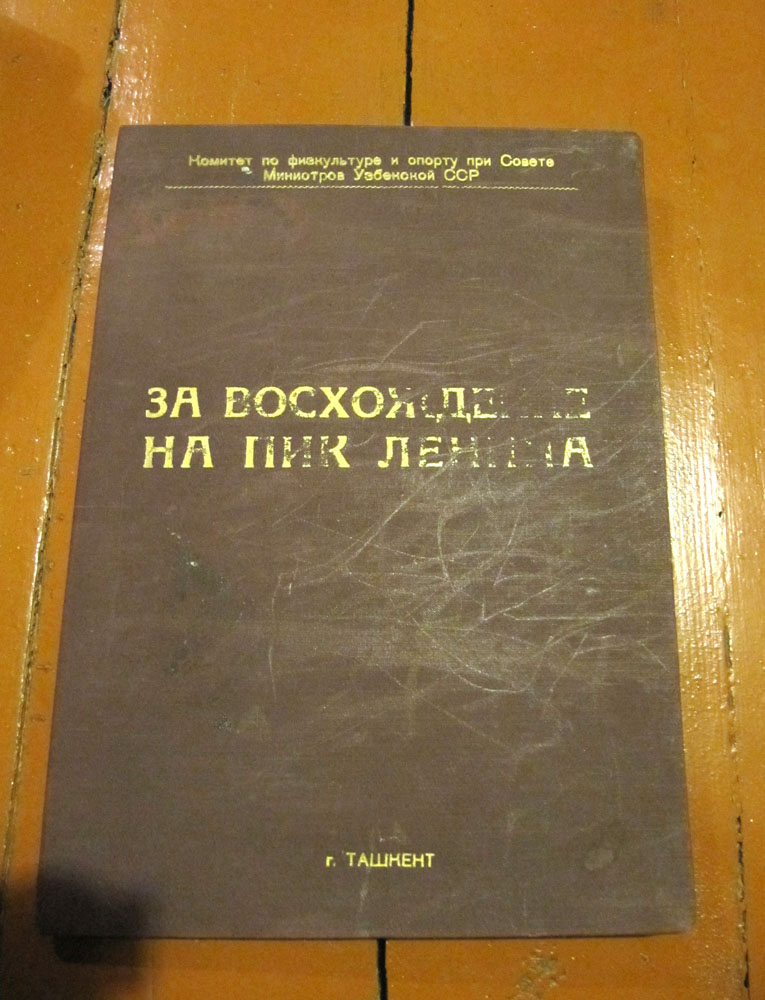 Комитет по физкультуре и спорту при Совете
Министров Узбекской ССР
ЗА ВОСХОЖДЕНИЕ
НА ПИК ЛЕНИНА
г. ТАШКЕНТ